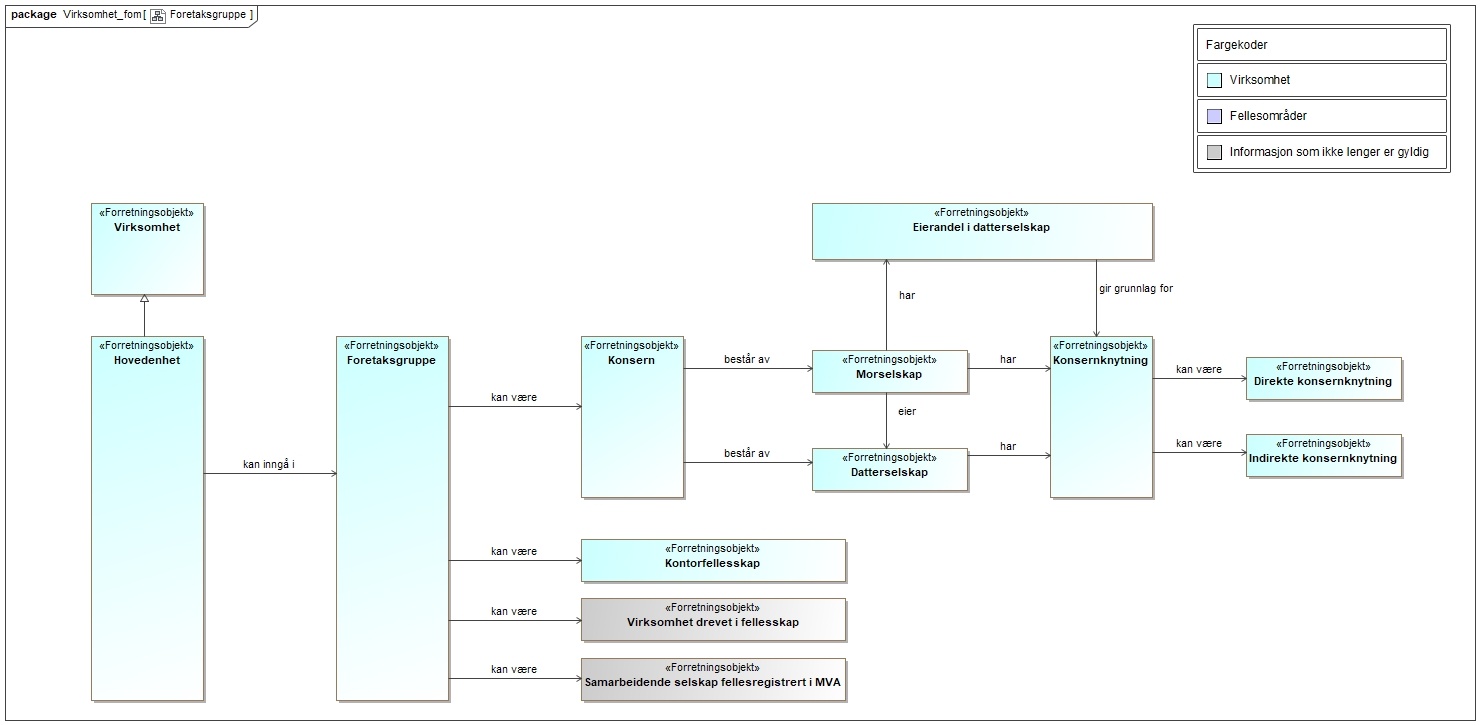 package Virksomhet_fom [ Foretaksgruppe ]
Fargekoder
Virksomhet
Fellesområder
Informasjon som ikke lenger er gyldig
«Forretningsobjekt»
Virksomhet
«Forretningsobjekt»
Eierandel i datterselskap
har
gir grunnlag for
«Forretningsobjekt»
Hovedenhet
kan inngå i
«Forretningsobjekt»
Foretaksgruppe
kan være
«Forretningsobjekt»
Konsern
består av
består av
«Forretningsobjekt»
Morselskap
har
eier
«Forretningsobjekt»
Datterselskap
har
«Forretningsobjekt»
Konsernknytning
kan være
«Forretningsobjekt»
Direkte konsernknytning
kan være
«Forretningsobjekt»
Indirekte konsernknytning
kan være
«Forretningsobjekt»
Kontorfellesskap
kan være
«Forretningsobjekt»
Virksomhet drevet i fellesskap
kan være
«Forretningsobjekt»
Samarbeidende selskap fellesregistrert i MVA